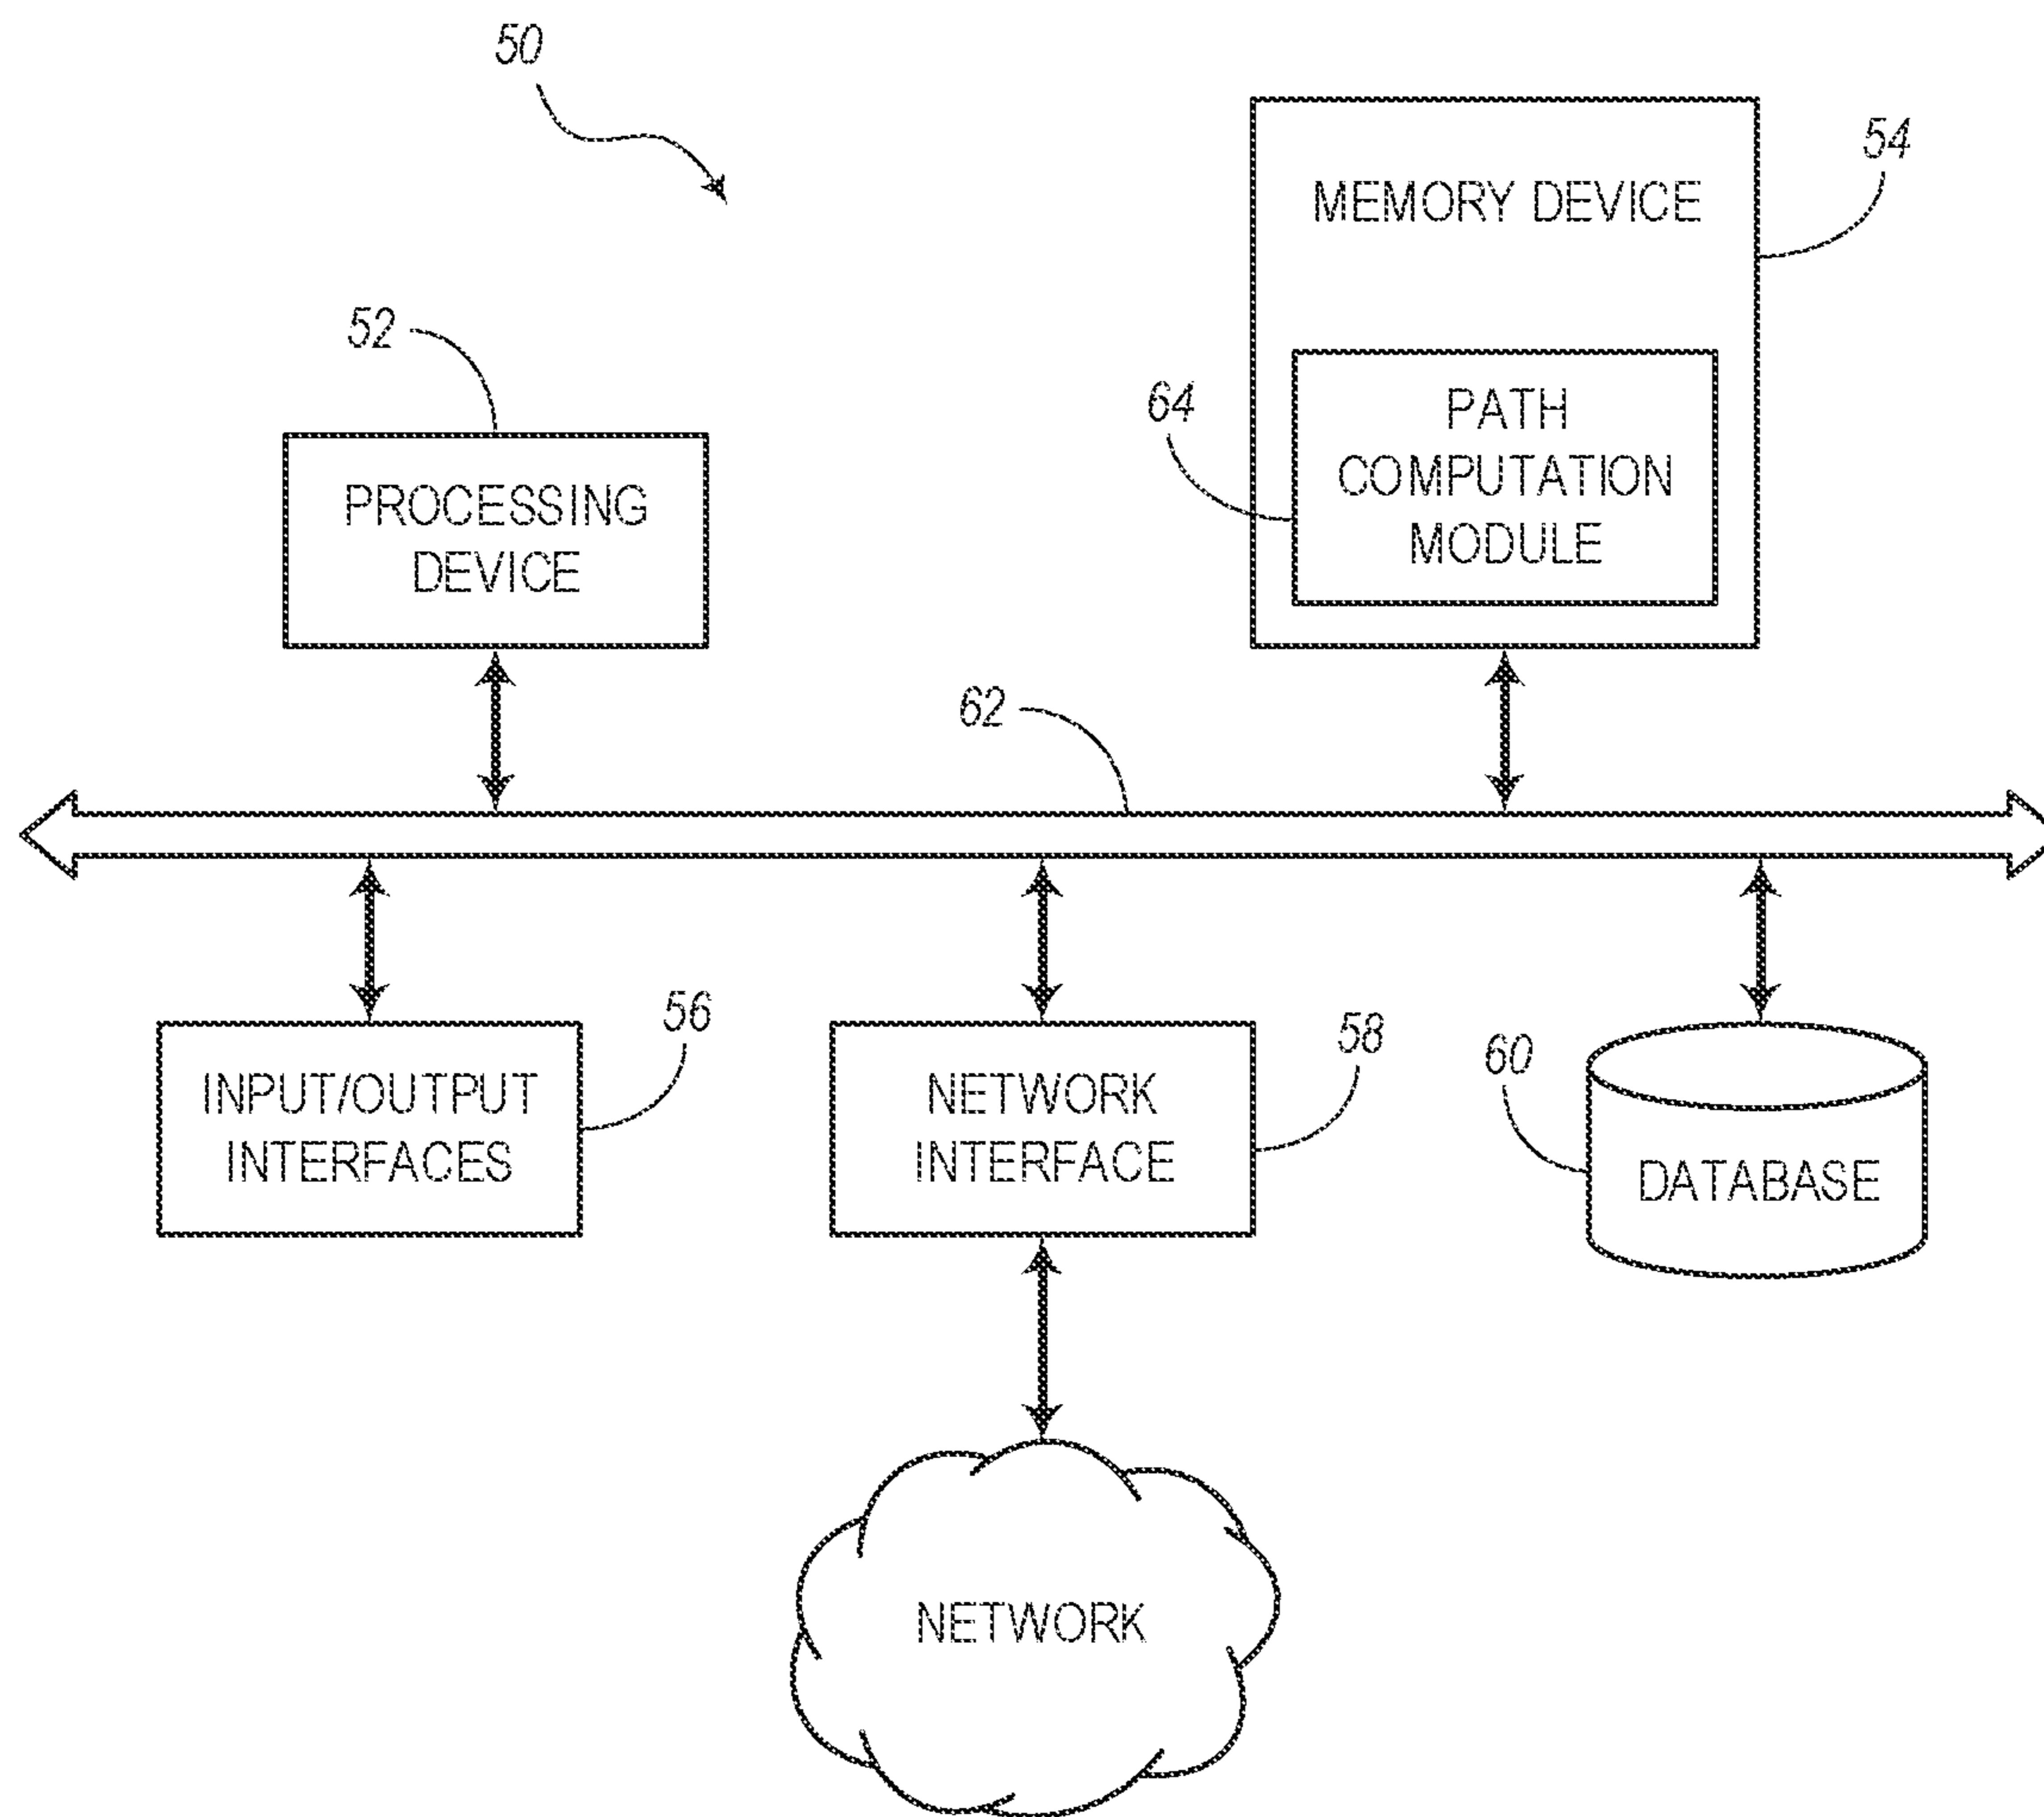 50
54
MEMORY DEVICE
52
64
PATH
COMPUTATION
MODULE
PROCESSING
DEVICE
62
56
58
60
INPUT/OUTPUT
INTERFACES
NETWORK
INTERFACE
DATABASE
NETWORK